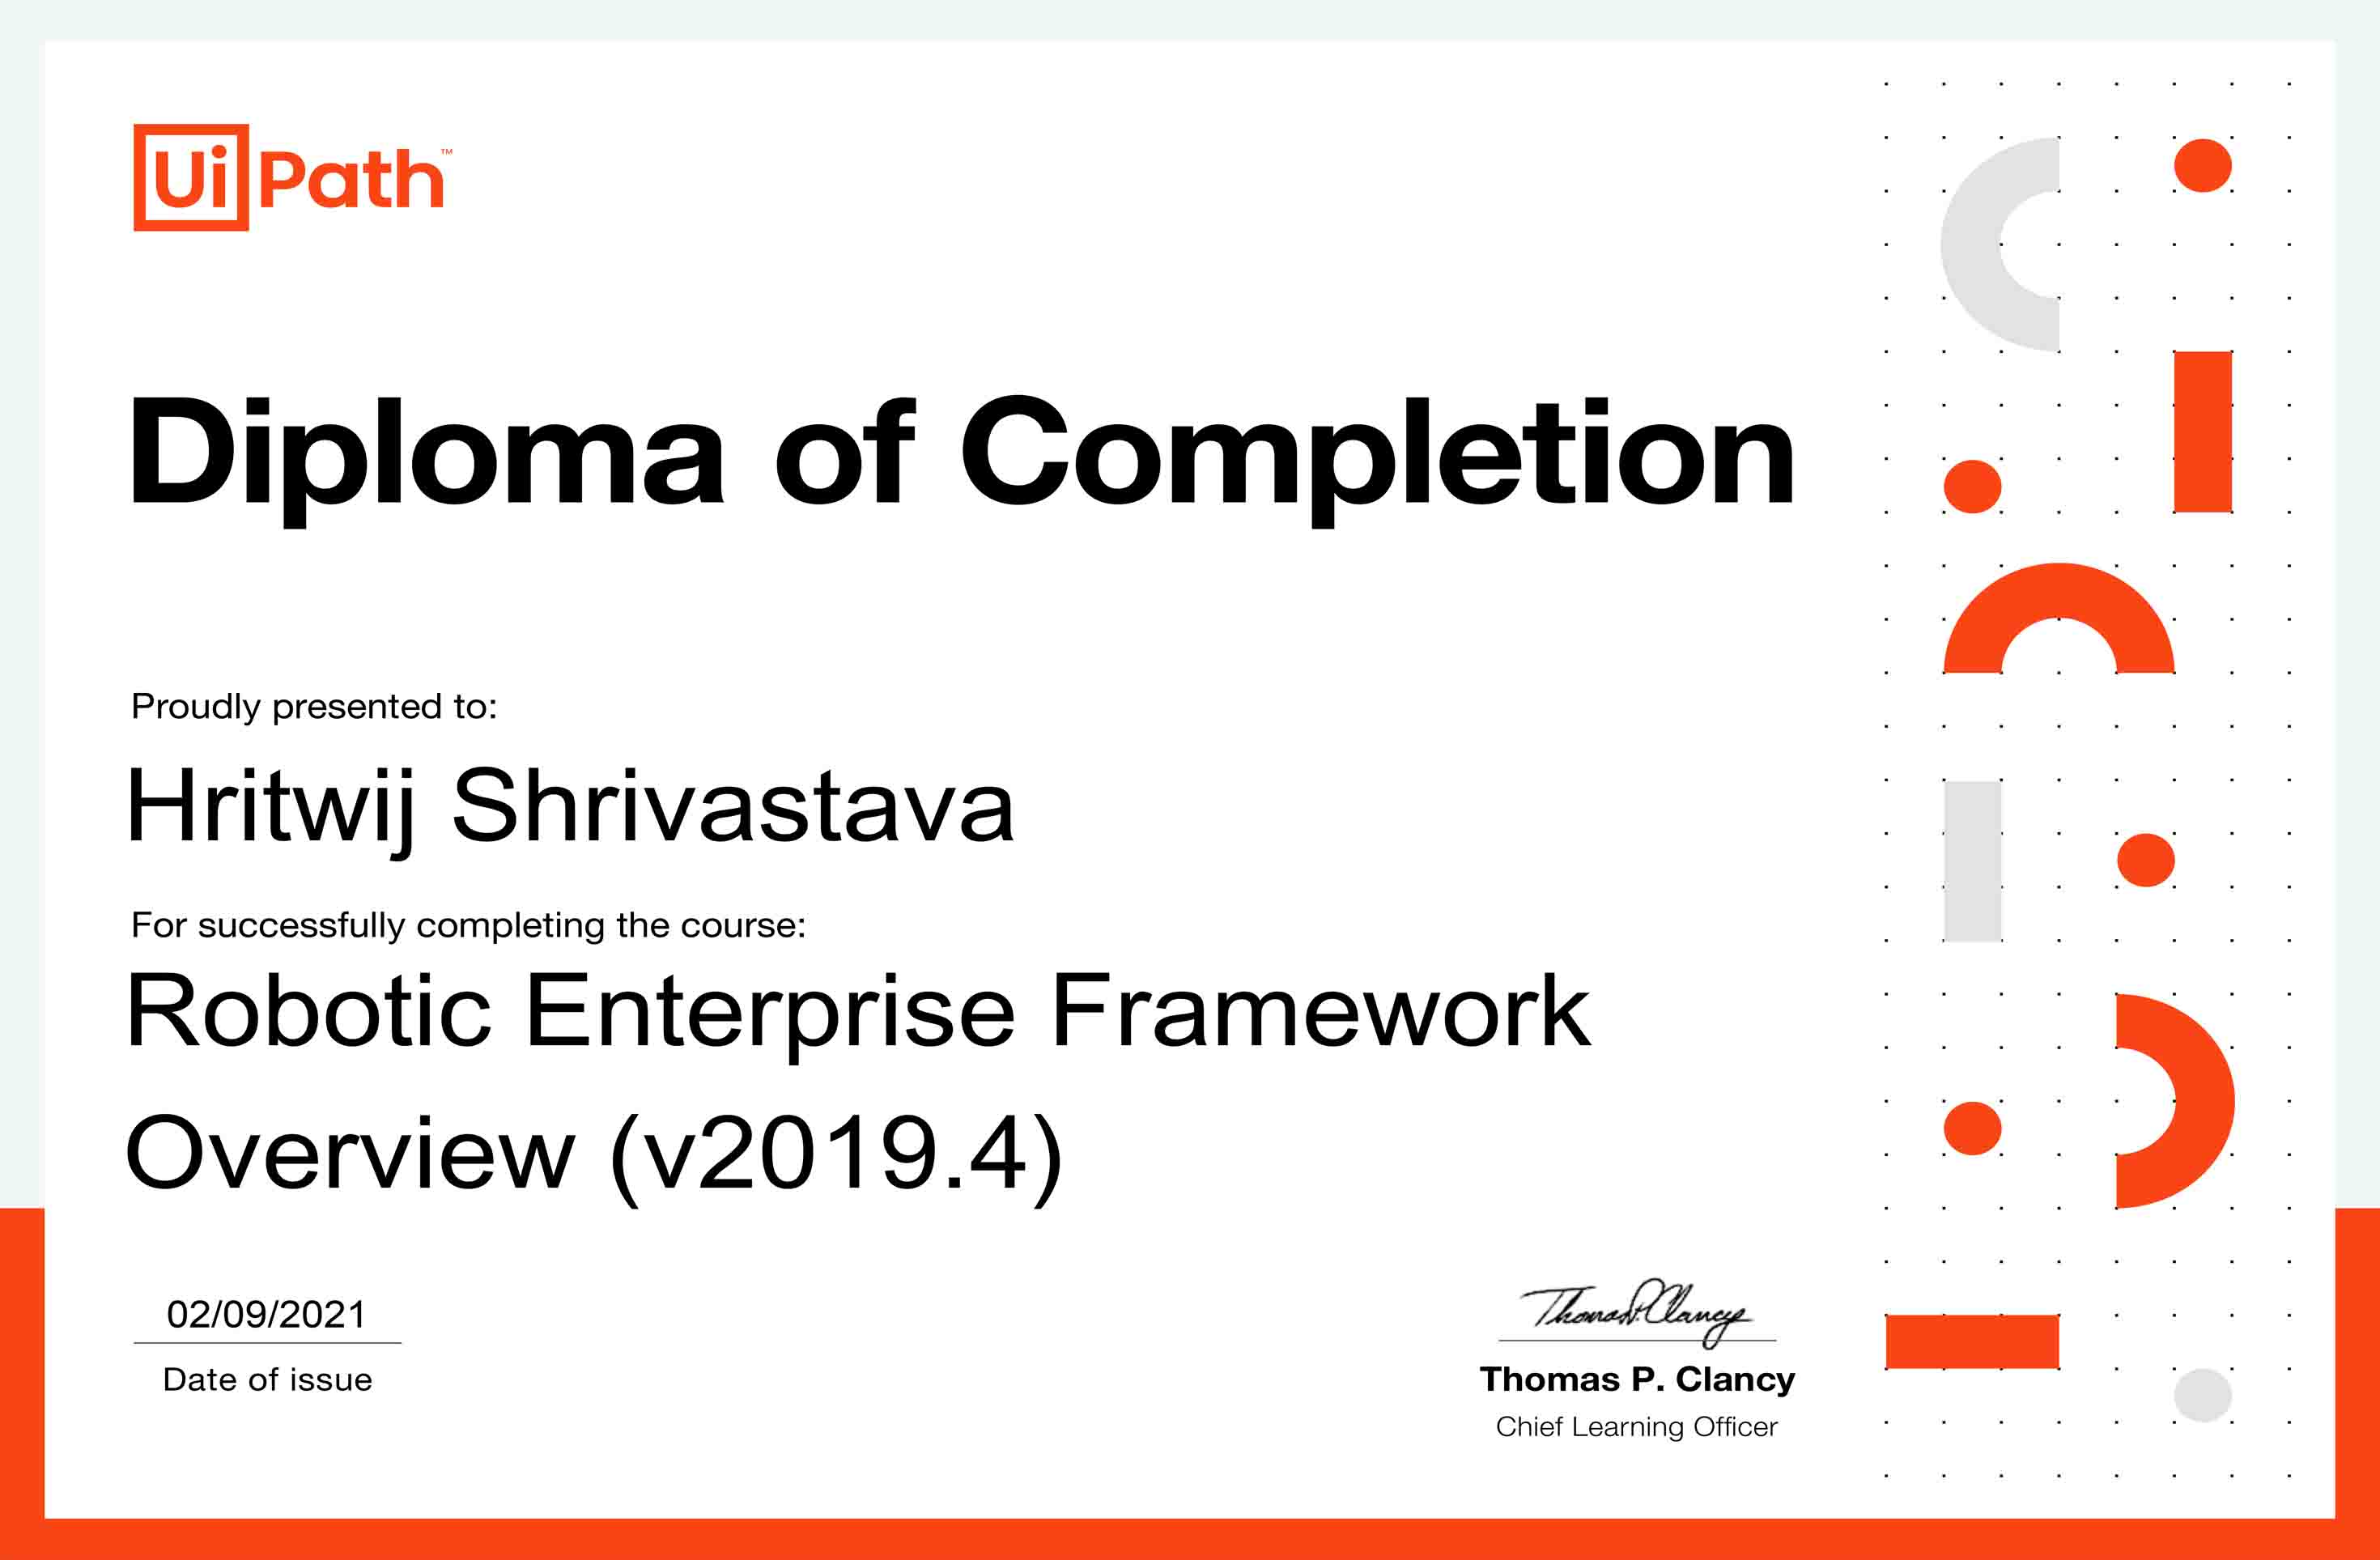 UiPath™
Diploma of Completion
Proudly presented to:
Hritwij Shrivastava
For successfully completing the course:
Robotic Enterprise Framework
Overview (v2019.4)
02/09/2021
Date of issue
Thomas P. Clancy
Thomas P. Clancy
Chief Learning Officer